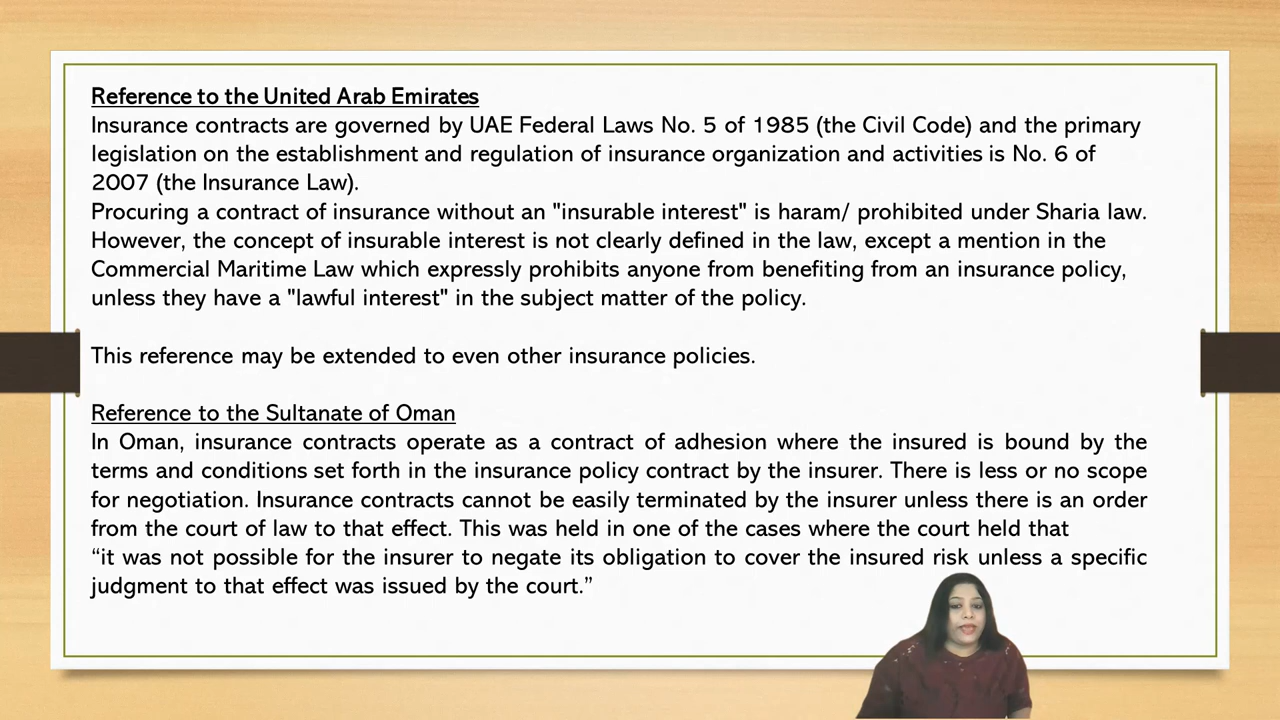 Reference to the United Arab Emirates
Insurance contracts are governed by UAE Federal Laws No. 5 of 1985 (the Civil Code) and the primary
legislation on the establishment and regulation of insurance organization and activities is No. 6 of
2007 (the Insurance Law).
Procuring a contract of insurance without an "insurable interest" is haram/ prohibited under Sharia law.
However, the concept of insurable interest is not clearly defined in the law, except a mention in the
Commercial Maritime Law which expressly prohibits anyone from benefiting from an insurance policy,
unless they have a "lawful interest" in the subject matter of the policy.
This reference may be extended to even other insurance policies.
Reference to the Sultanate of Oman
In Oman, insurance contracts operate as a contract of adhesion where the insured is bound by the
terms and conditions set forth in the insurance policy contract by the insurer. There is less or no scope
for negotiation. Insurance contracts cannot be easily terminated by the insurer unless there is an order
from the court of law to that effect. This was held in one of the cases where the court held that
“it was not possible for the insurer to negate its obligation to cover the insured risk unless a specific
judgment to that effect was issued by the court.”